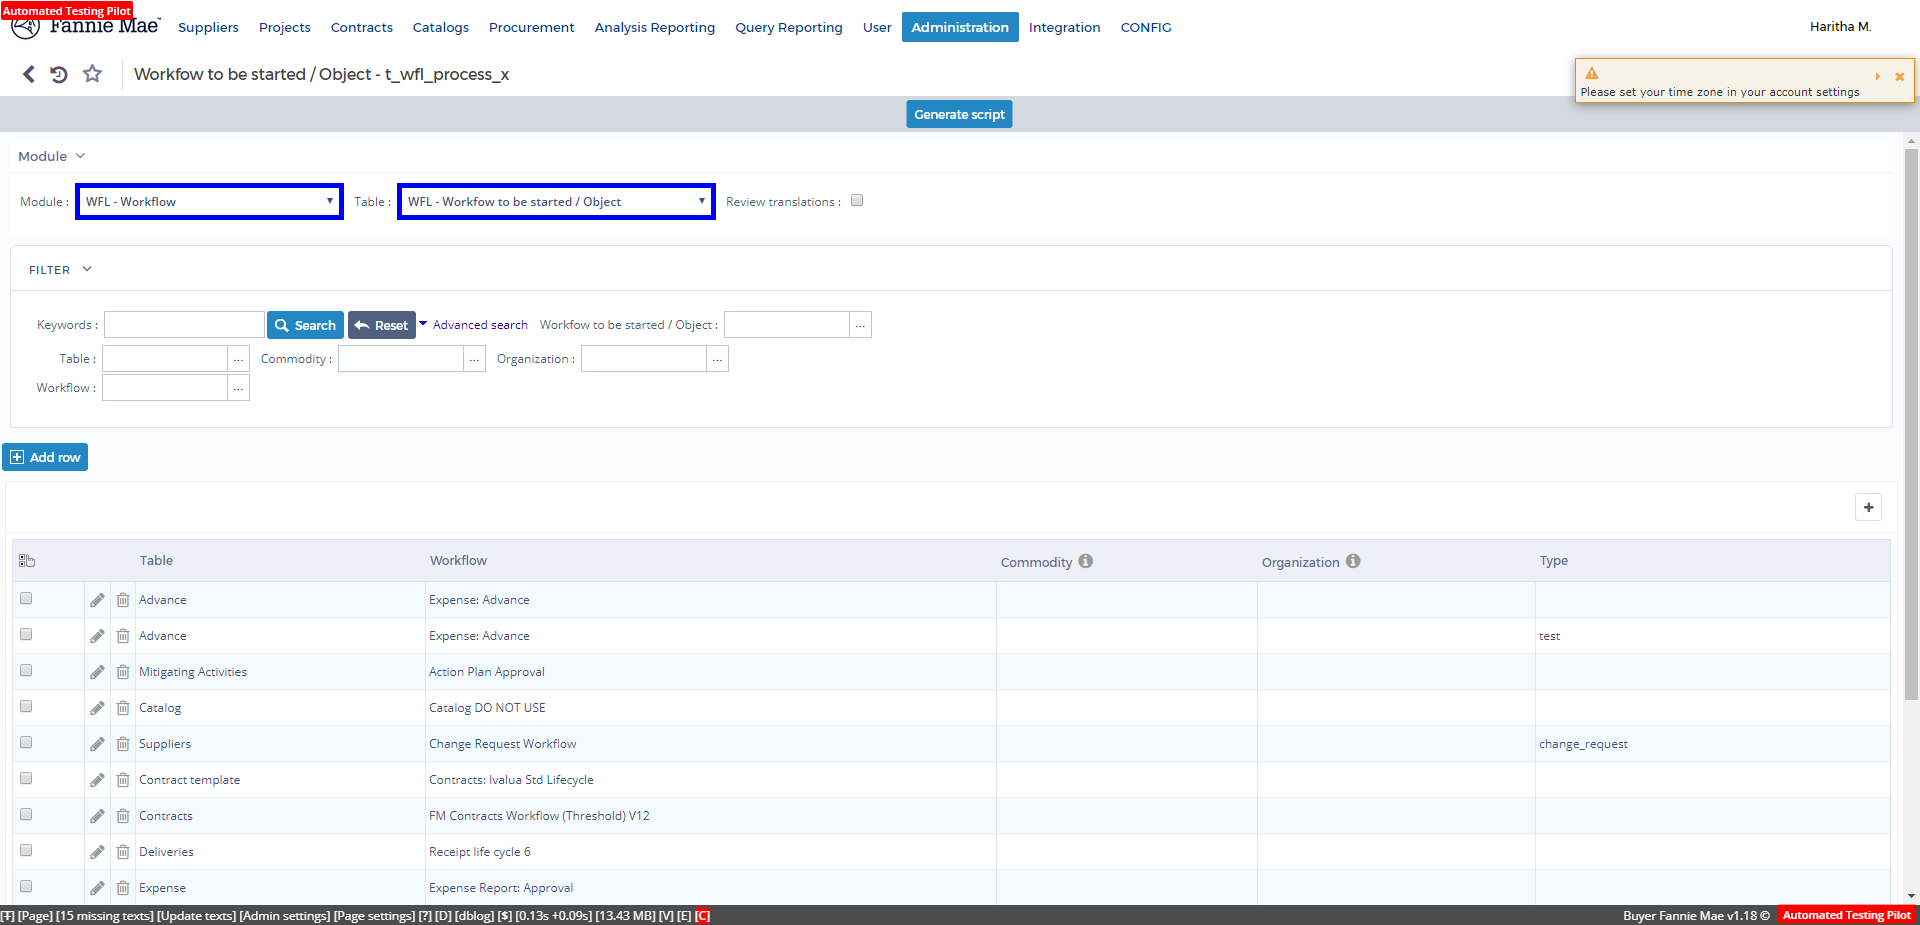 Automated Testing Pilot
Fannie Mae
Suppliers Projects Contracts Catalogs Procurement Analysis Reporting Query Reporting User Administration Integration CONFIG
Haritha M.
Workfow to be started / Object - t_wfl_process_x
Please set your time zone in your account settings
Generate script
Module
Module : WFL - Workflow Table : WFL - Workfow to be started / Object Review translations :
FILTER
Keywords : Search Reset Advanced search Workfow to be started / Object : ...
Table : ... Commodity : ... Organization : ...
Workflow : ...
Add row
+
Table Workflow Commodity Organization Type
Advance Expense: Advance
Advance Expense: Advance test
Mitigating Activities Action Plan Approval
Catalog Catalog DO NOT USE
Suppliers Change Request Workflow change_request
Contract template Contracts: Ivalua Std Lifecycle
Contracts FM Contracts Workflow (Threshold) V12
Deliveries Receipt life cycle 6
Expense Expense Report: Approval
[Ŧ] [Page] [15 missing texts] [Update texts] [Admin settings] [Page settings] [?] [D] [dblog] [$] [0.13s +0.09s] [13.43 MB] [V] [E] [C]
Buyer Fannie Mae v1.18 © Automated Testing Pilot